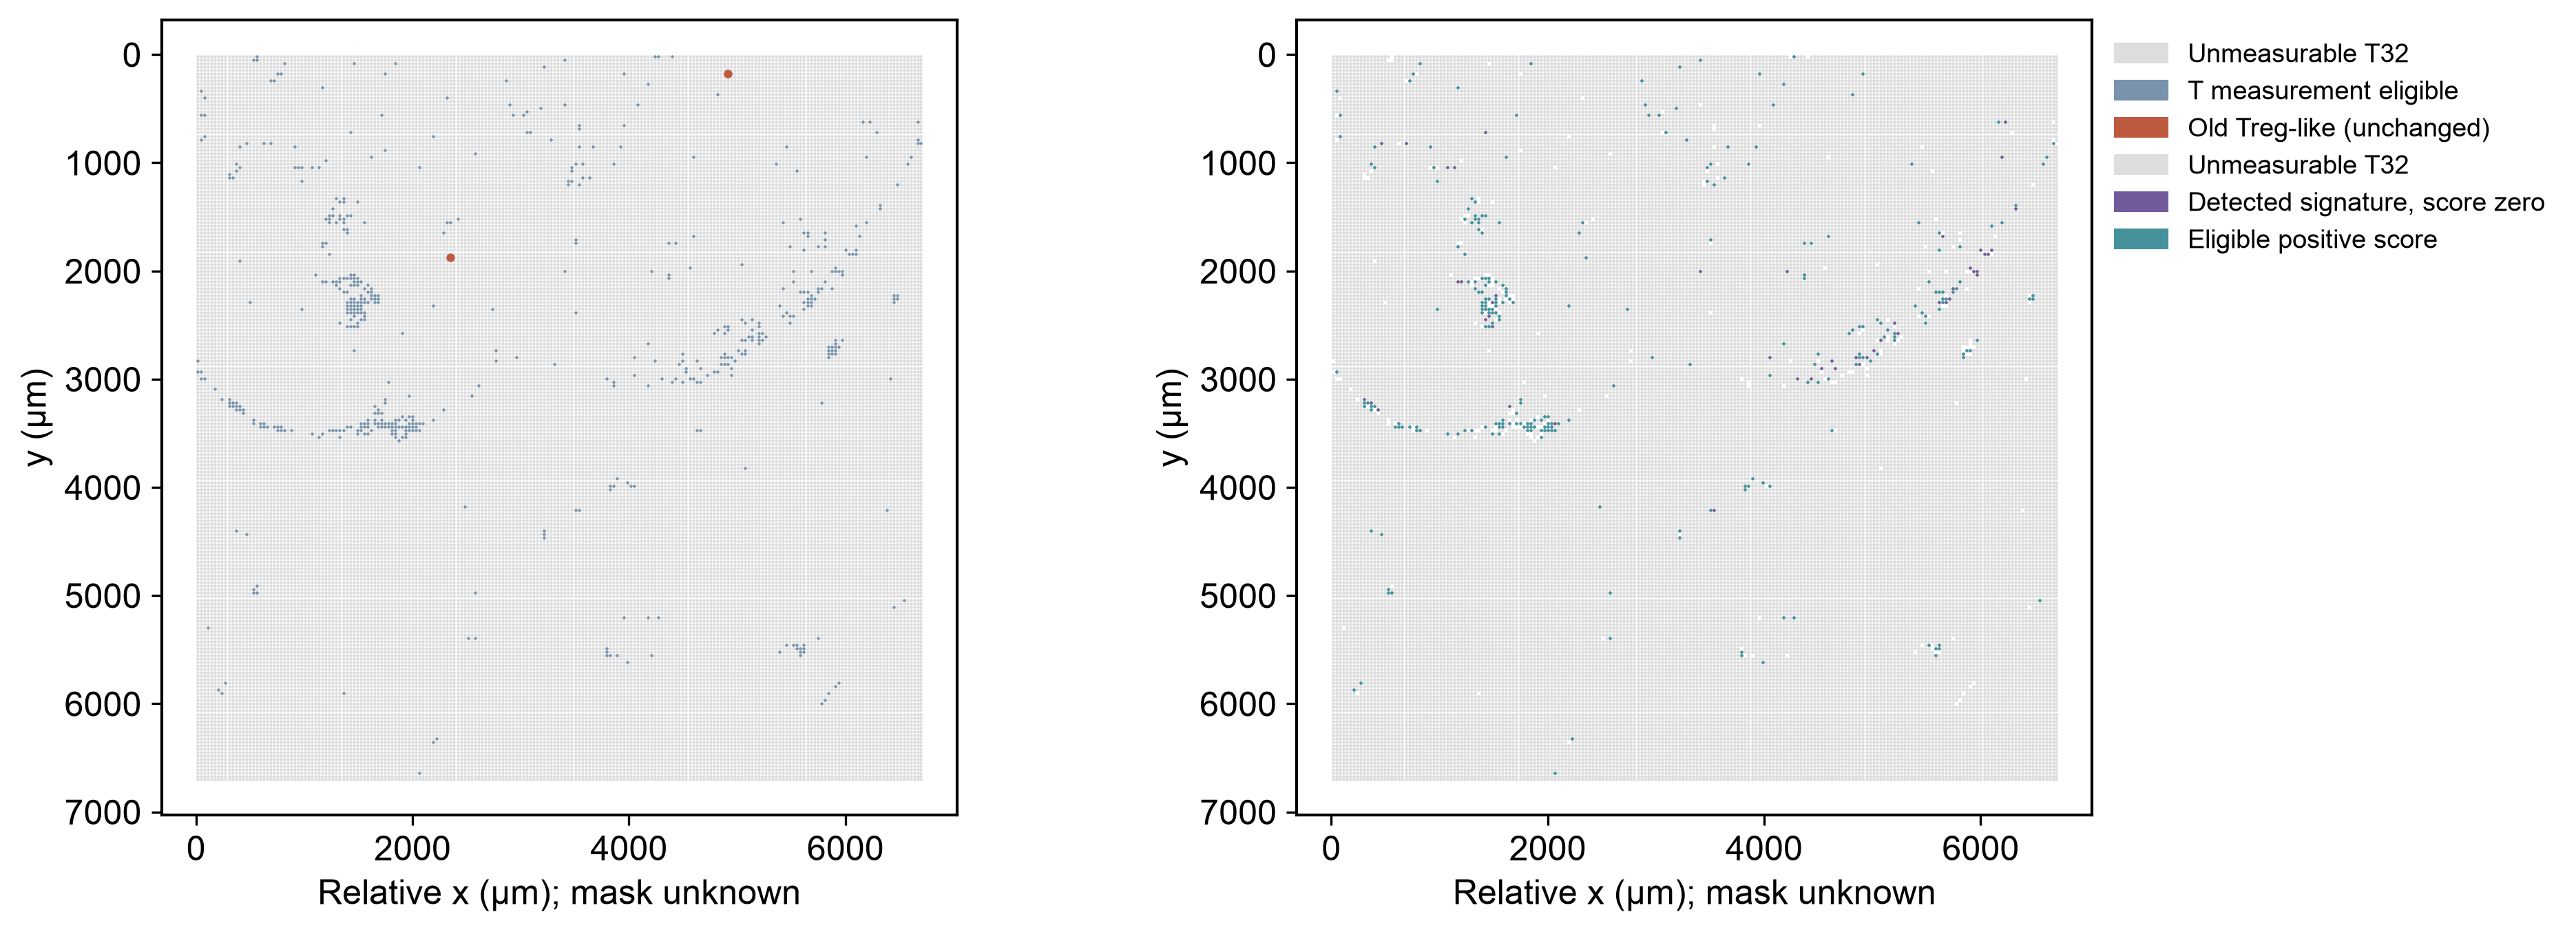 0
1000
2000
3000
4000
5000
6000
7000
y (µm)
0
2000
4000
6000
Relative x (µm); mask unknown
0
1000
2000
3000
4000
5000
6000
7000
y (µm)
0
2000
4000
6000
Relative x (µm); mask unknown
Unmeasurable T32
T measurement eligible
Old Treg-like (unchanged)
Unmeasurable T32
Detected signature, score zero
Eligible positive score